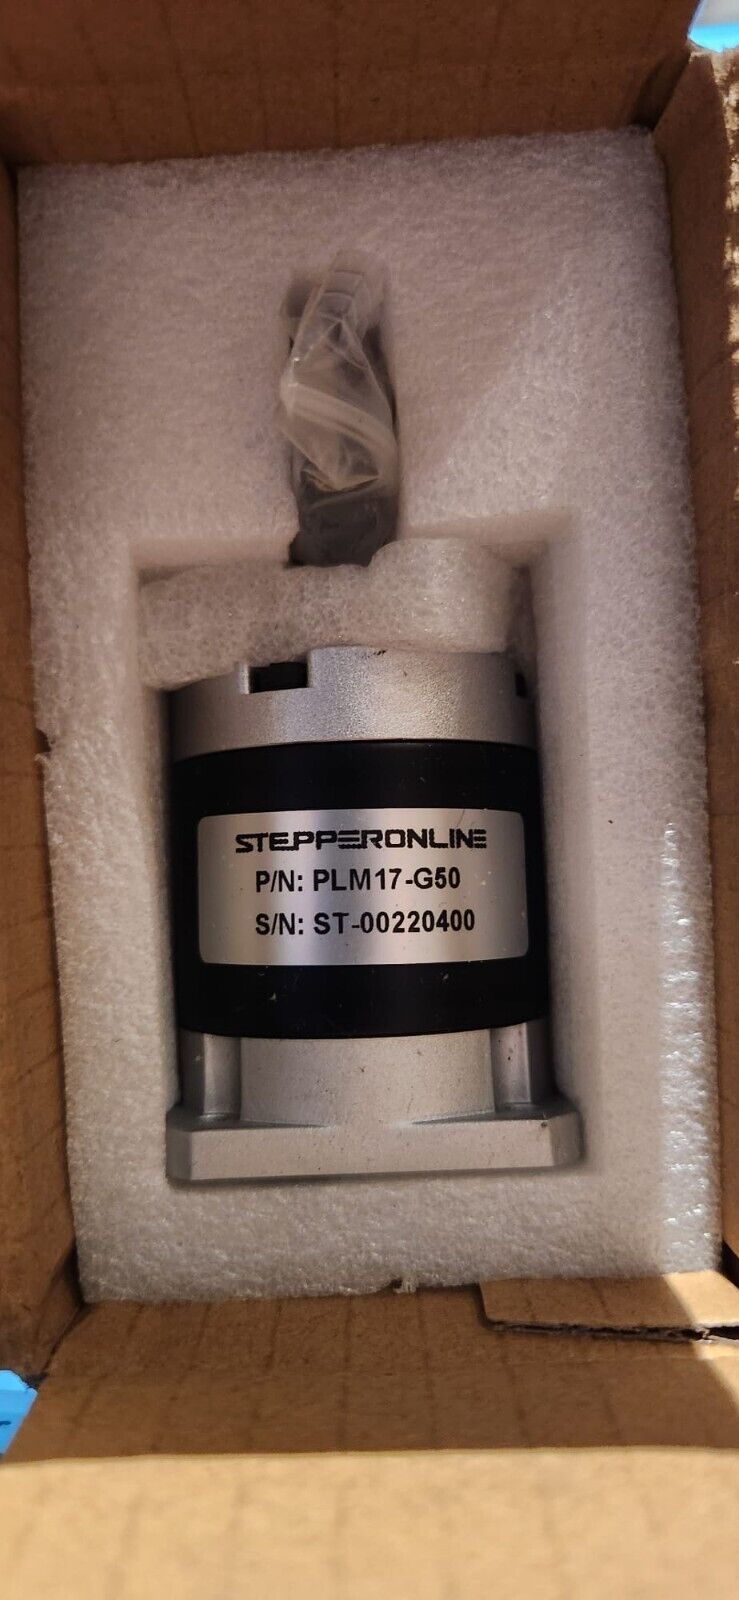 STEPPERONLINE
P/N: PLM17-G50
S/N: ST-00220400